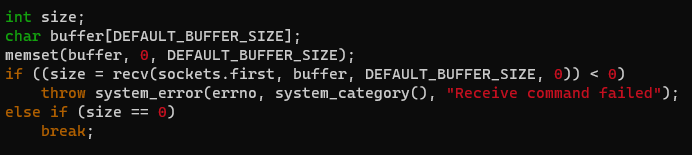 int size;
char buffer[DEFAULT_BUFFER_SIZE];
memset(buffer, 0, DEFAULT_BUFFER_SIZE);
if ((size = recv(sockets.first, buffer, DEFAULT_BUFFER_SIZE, 0)) < 0)
    throw system_error(errno, system_category(), "Receive command failed");
else if (size == 0)
    break;